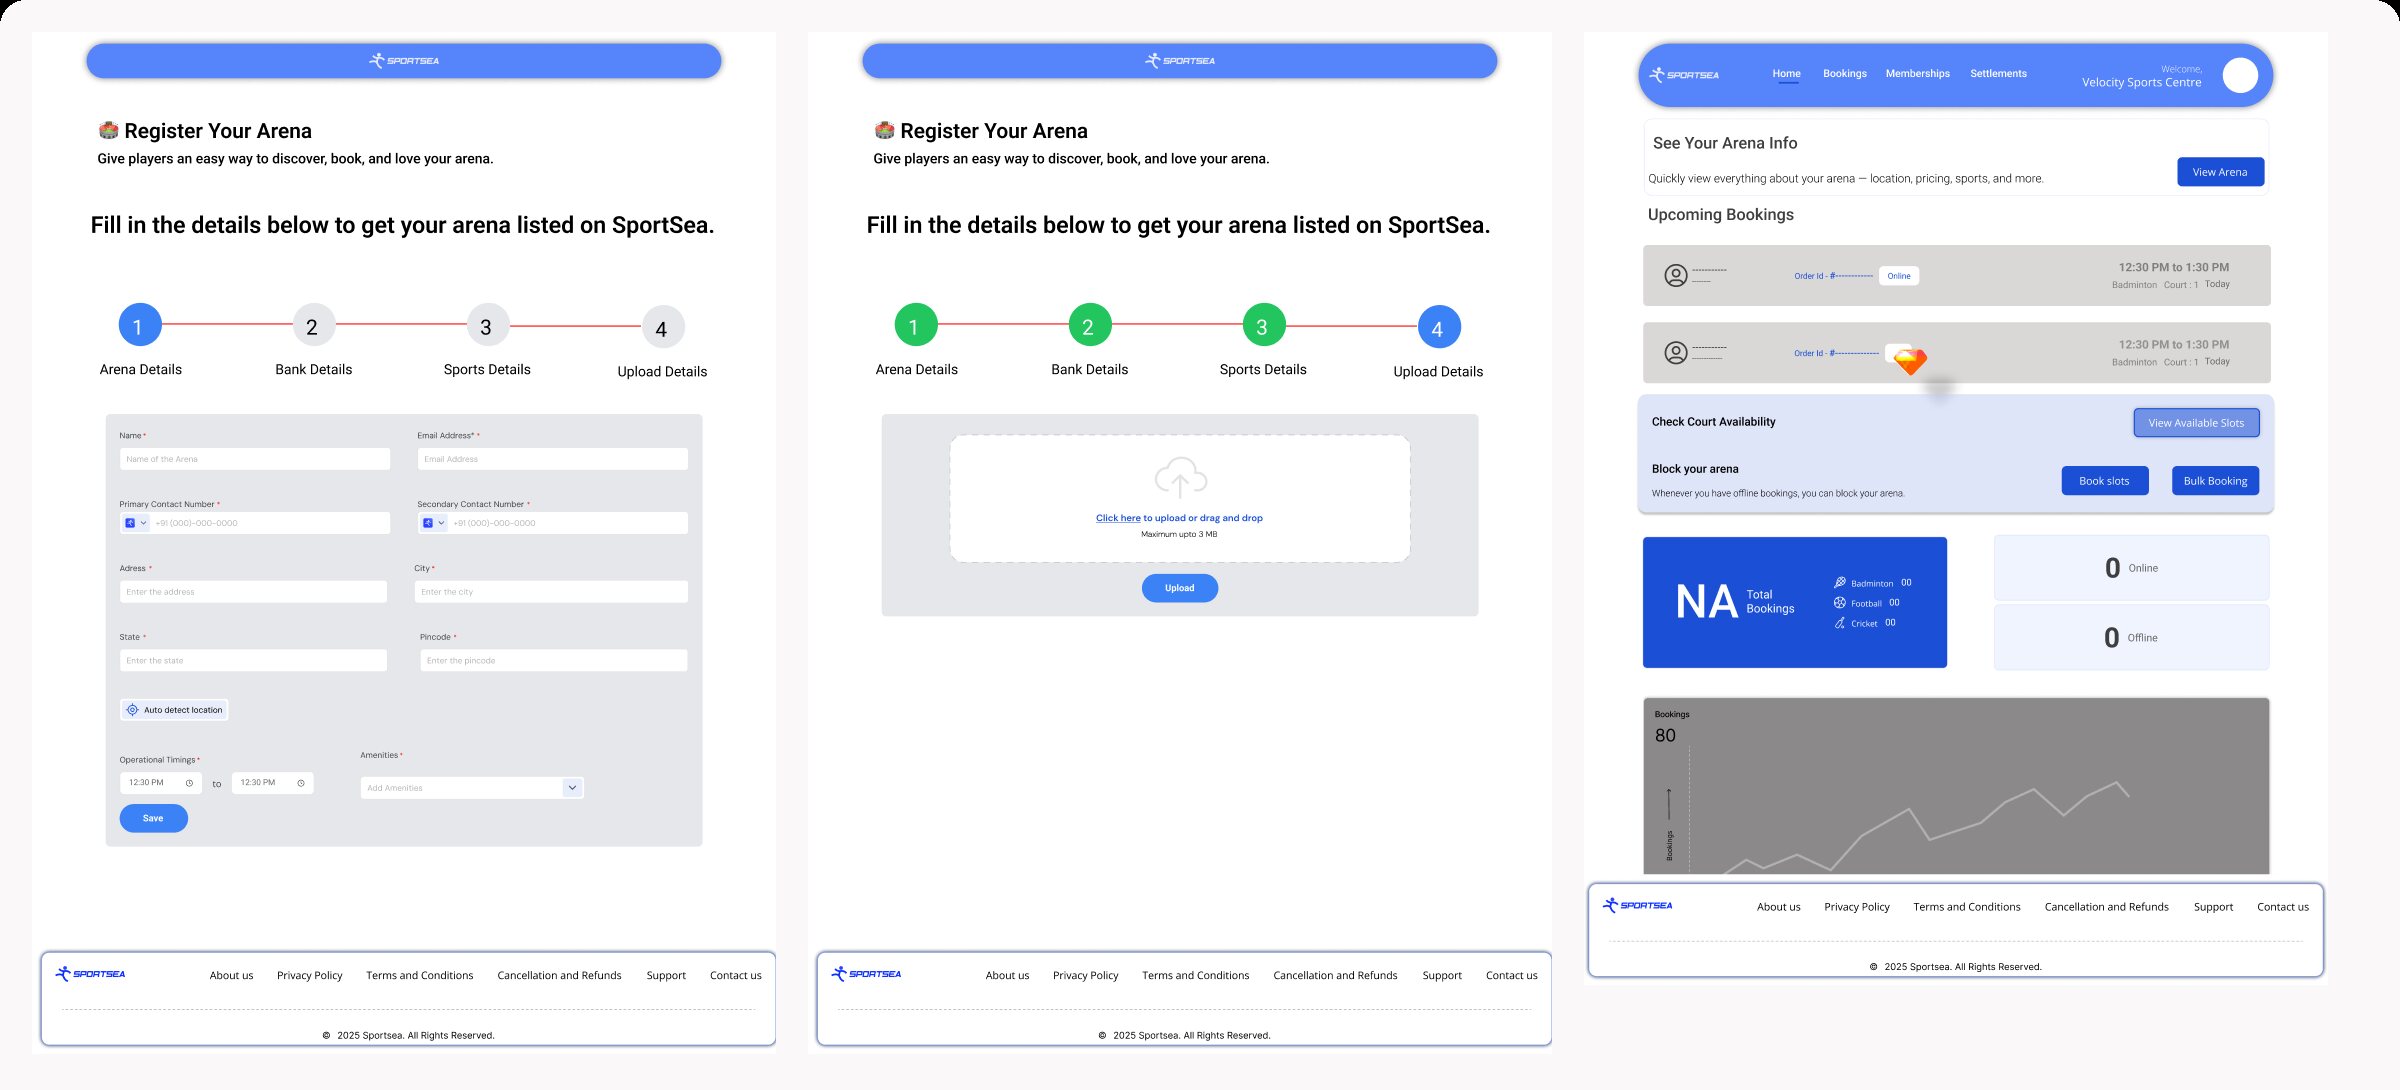 SPORTSEA
Register Your Arena
Give players an easy way to discover, book, and love your arena.
Fill in the details below to get your arena listed on SportSea.
1 2 3 4
Arena Details Bank Details Sports Details Upload Details
Name* Email Address* *
Name of the Arena Email Address
Primary Contact Number * Secondary Contact Number *
+91 (000)-000-0000 +91 (000)-000-0000
Adress * City *
Enter the address Enter the city
State * Pincode *
Enter the state Enter the pincode
Auto detect location
Operational Timings* Amenities *
12:30 PM to 12:30 PM Add Amenities
Save
SPORTSEA About us Privacy Policy Terms and Conditions Cancellation and Refunds Support Contact us
© 2025 Sportsea. All Rights Reserved.
SPORTSEA
Register Your Arena
Give players an easy way to discover, book, and love your arena.
Fill in the details below to get your arena listed on SportSea.
1 2 3 4
Arena Details Bank Details Sports Details Upload Details
Click here to upload or drag and drop
Maximum upto 3 MB
Upload
SPORTSEA About us Privacy Policy Terms and Conditions Cancellation and Refunds Support Contact us
© 2025 Sportsea. All Rights Reserved.
SPORTSEA Home Bookings Memberships Settlements
Welcome,
Velocity Sports Centre
See Your Arena Info
Quickly view everything about your arena — location, pricing, sports, and more.
View Arena
Upcoming Bookings
Order Id - #------------ Online
12:30 PM to 1:30 PM
Badminton Court : 1 Today
Order Id - #-------------
12:30 PM to 1:30 PM
Badminton Court : 1 Today
Check Court Availability View Available Slots
Block your arena
Whenever you have offline bookings, you can block your arena.
Book slots Bulk Booking
NA Total
Bookings
Badminton 00
Football 00
Cricket 00
0 Online
0 Offline
Bookings
80
Bookings
SPORTSEA About us Privacy Policy Terms and Conditions Cancellation and Refunds Support Contact us
© 2025 Sportsea. All Rights Reserved.